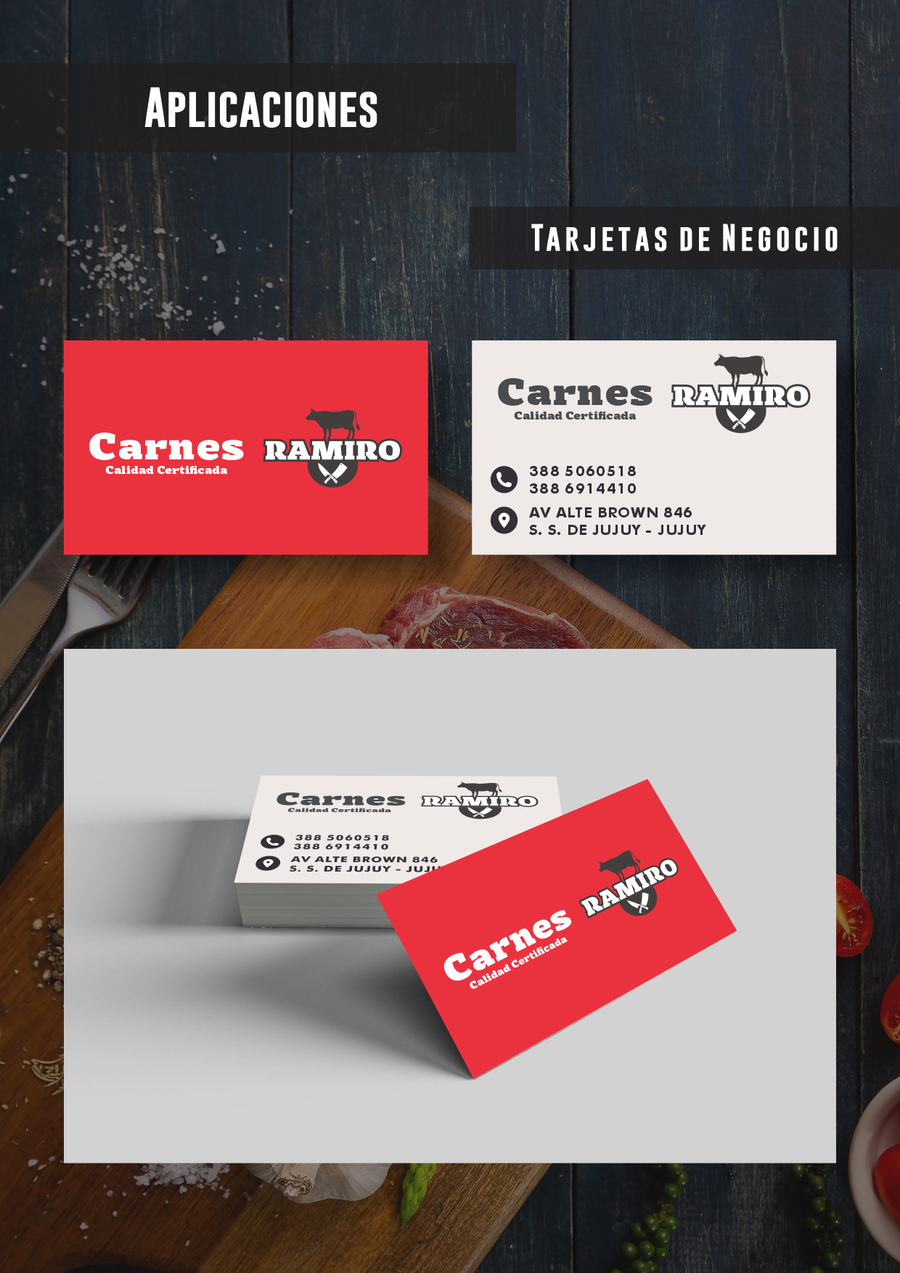 APLICACIONES
TARJETAS DE NEGOCIO
Carnes
Calidad Certificada
RAMIRO
Carnes
Calidad Certificada
RAMIRO
388 5060518
388 6914410
AV ALTE BROWN 846
S. S. DE JUJUY - JUJUY
Carnes
Calidad Certificada
RAMIRO
388 5060518
388 6914410
AV ALTE BROWN 846
S. S. DE JUJUY -
Carnes
Calidad Certificada
RAMIRO